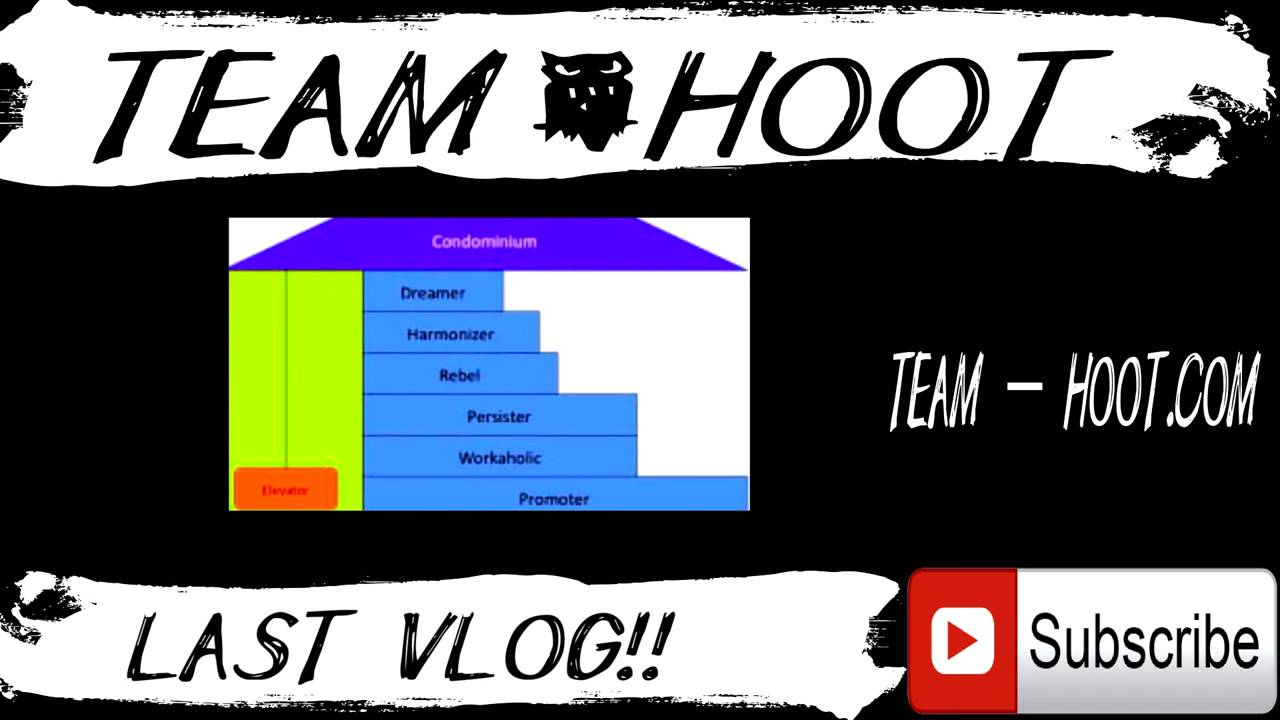 TEAM HOOT
Condominium
Dreamer
Harmonizer
Rebel
Persister
Workaholic
Promoter
Elevator
TEAM - HOOT.COM
LAST VLOG!!
Subscribe